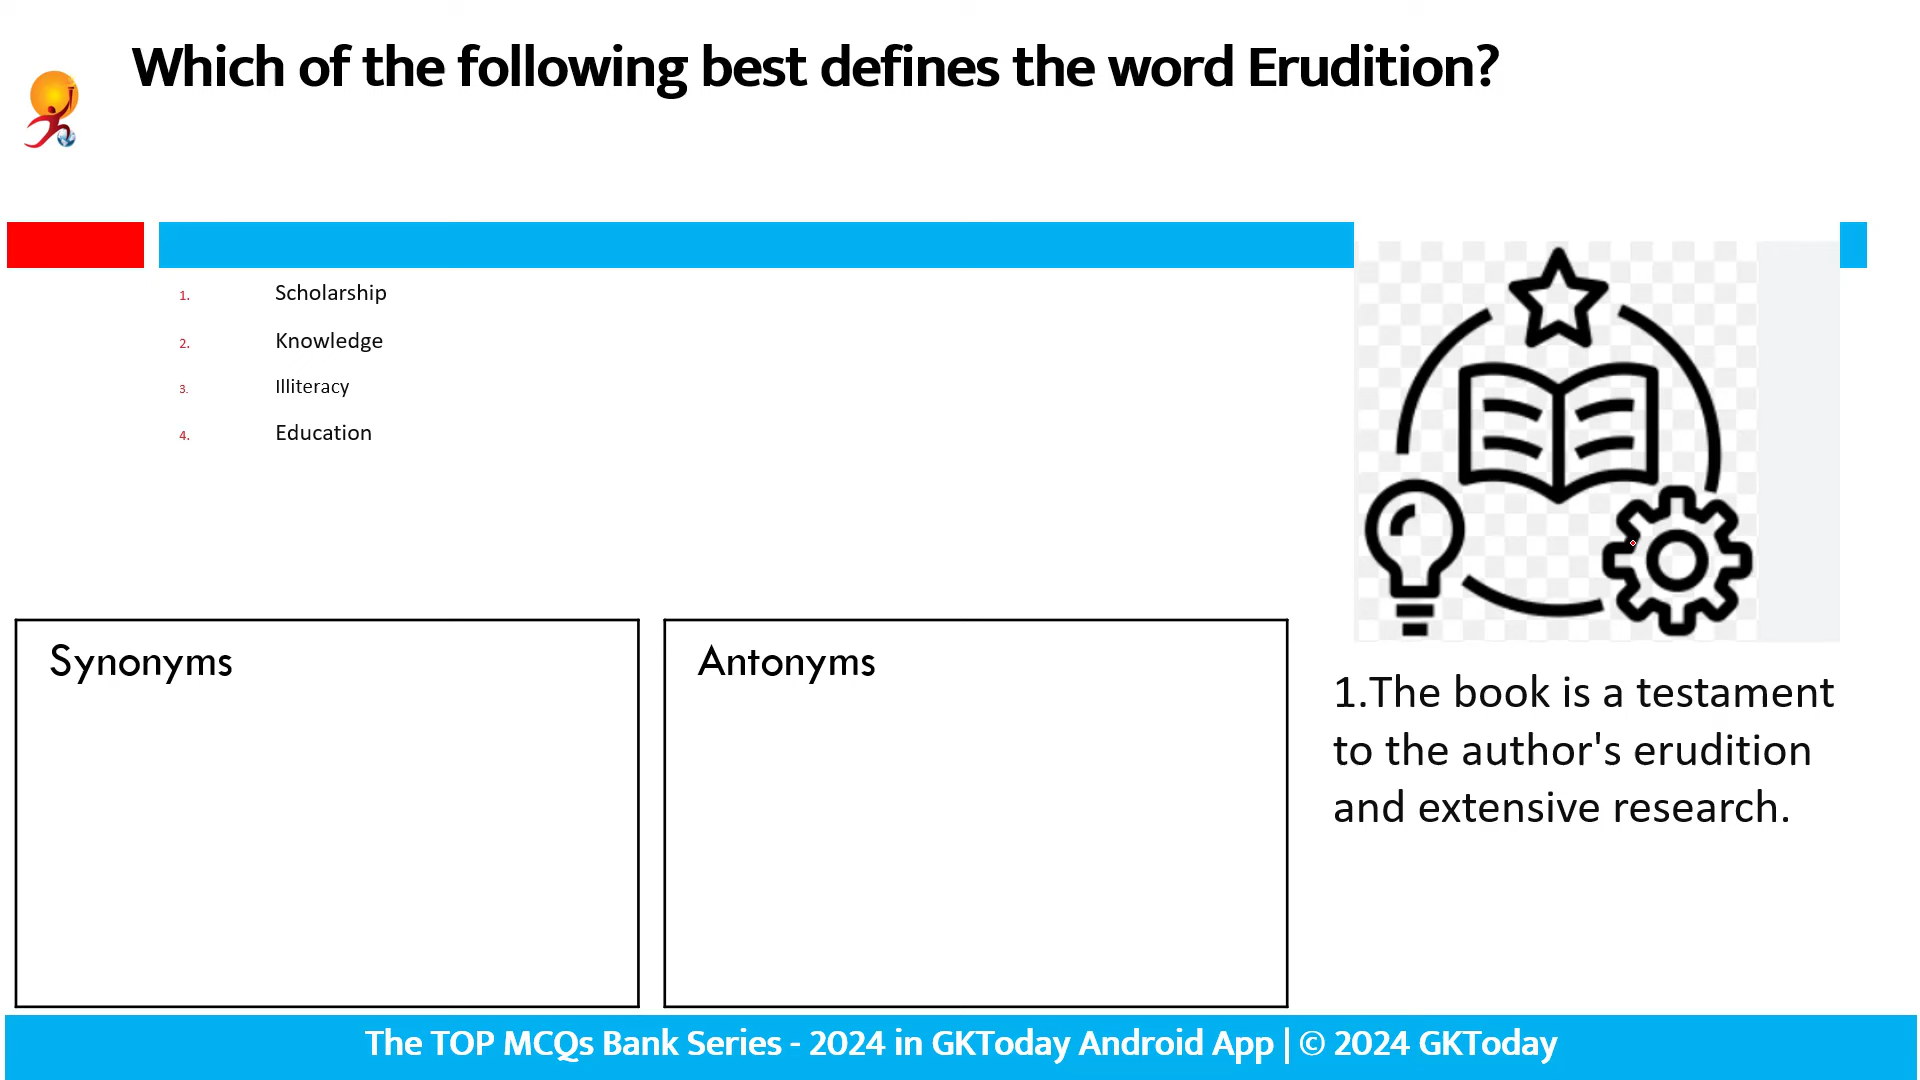 Which of the following best defines the word Erudition?
1. Scholarship
2. Knowledge
3. Illiteracy
4. Education
Synonyms
Antonyms
1.The book is a testament
to the author's erudition
and extensive research.
The TOP MCQs Bank Series - 2024 in GKToday Android App | © 2024 GKToday